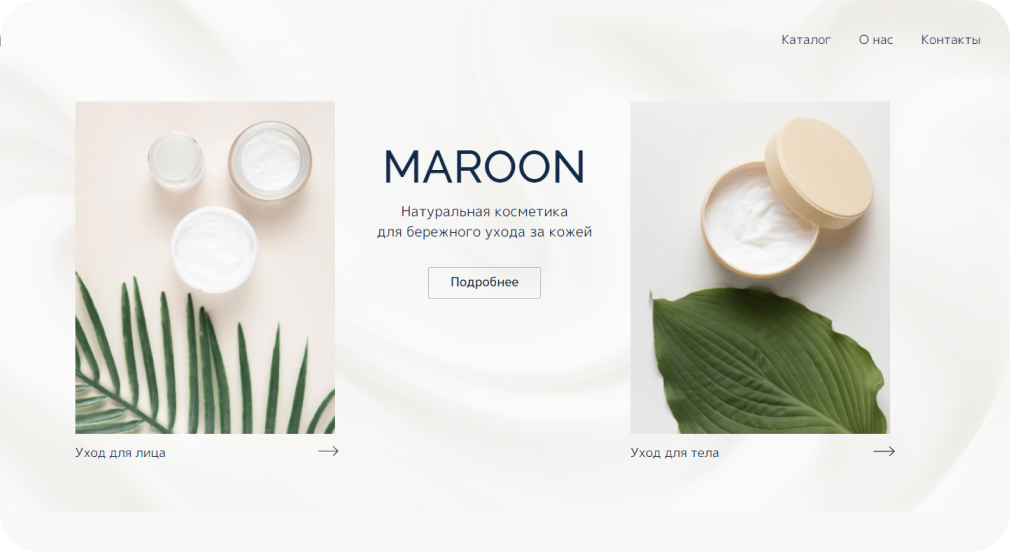 Каталог О нас Контакты
MAROON
Натуральная косметика
для бережного ухода за кожей
Подробнее
Уход для лица
Уход для тела